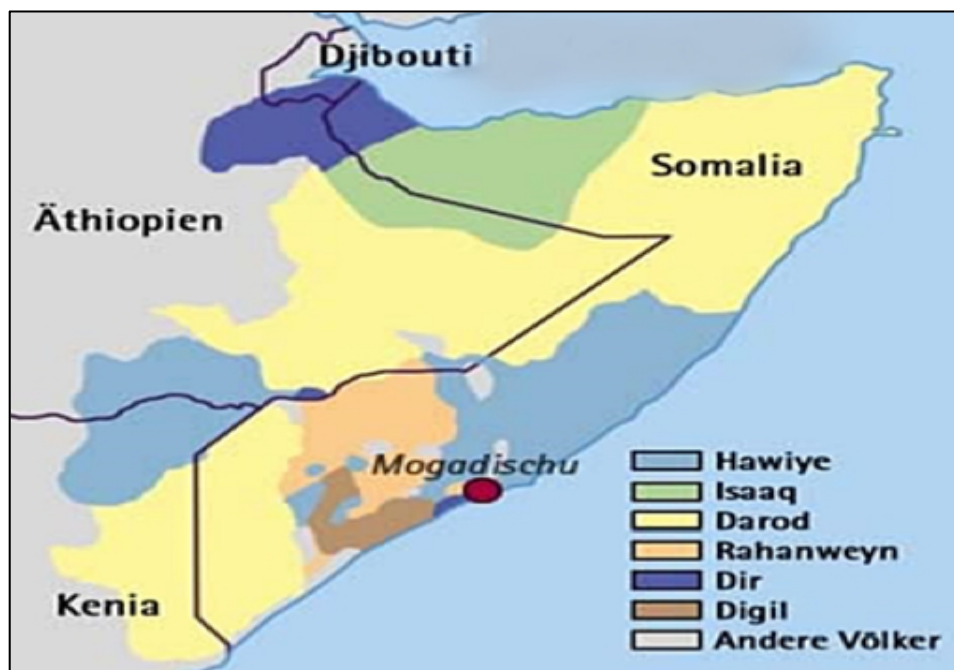 Djibouti
Somalia
Äthiopien
Mogadischu
Kenia
Hawiye
Isaaq
Darod
Rahanweyn
Dir
Digil
Andere Völker